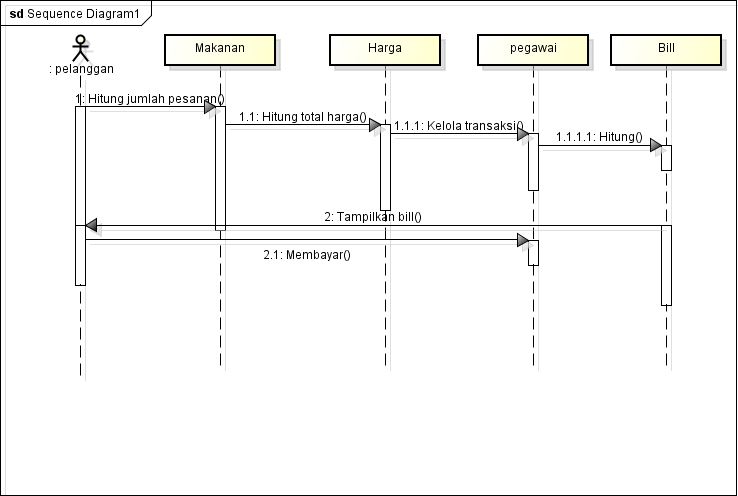 sd Sequence Diagram1
: pelanggan
Makanan
Harga
pegawai
Bill
1: Hitung jumlah pesanan()
1.1: Hitung total harga()
1.1.1: Kelola transaksi()
1.1.1.1: Hitung()
2: Tampilkan bill()
2.1: Membayar()